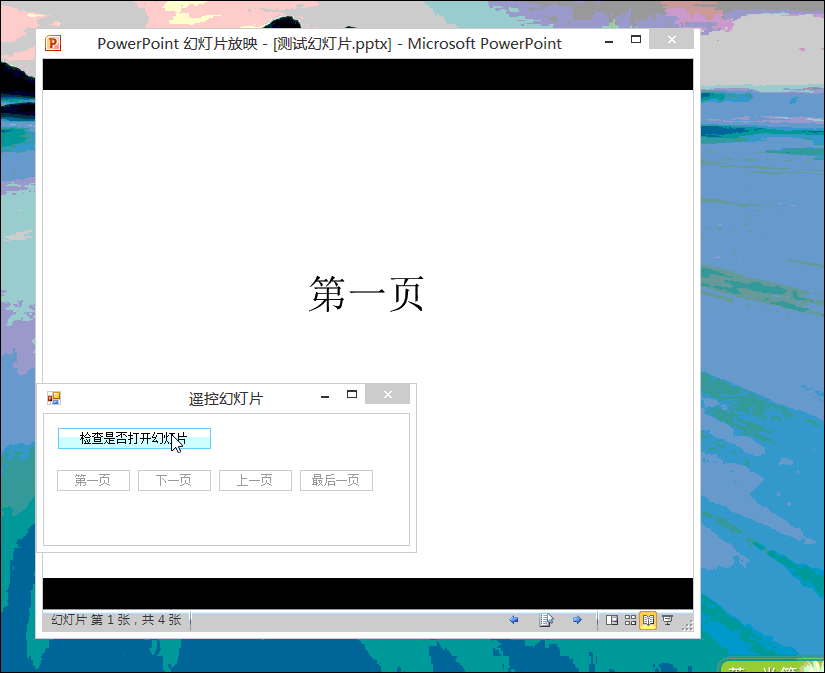 PowerPoint 幻灯片放映 - [测试幻灯片.pptx] - Microsoft PowerPoint
第一页
遥控幻灯片
检查是否打开幻灯片
第一页 下一页 上一页 最后一页
幻灯片 第 1 张，共 4 张